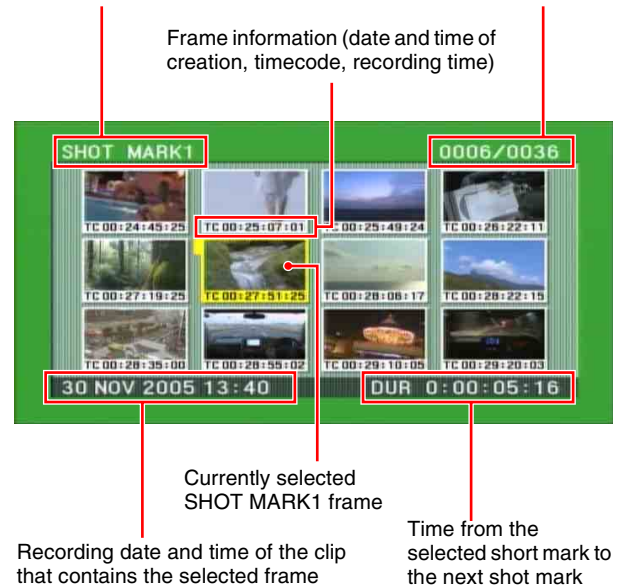 Frame information (date and time of
creation, timecode, recording time)
SHOT MARK1
0006/0036
TC 00:24:45:25
TC 00:25:07:01
TC 00:25:49:24
TC 00:26:22:11
TC 00:27:19:25
TC 00:27:51:25
TC 00:28:06:17
TC 00:28:22:15
TC 00:28:35:00
TC 00:28:55:02
TC 00:29:10:05
TC 00:29:20:03
30 NOV 2005 13:40
DUR 0:00:05:16
Currently selected
SHOT MARK1 frame
Recording date and time of the clip
that contains the selected frame
Time from the
selected short mark to
the next shot mark